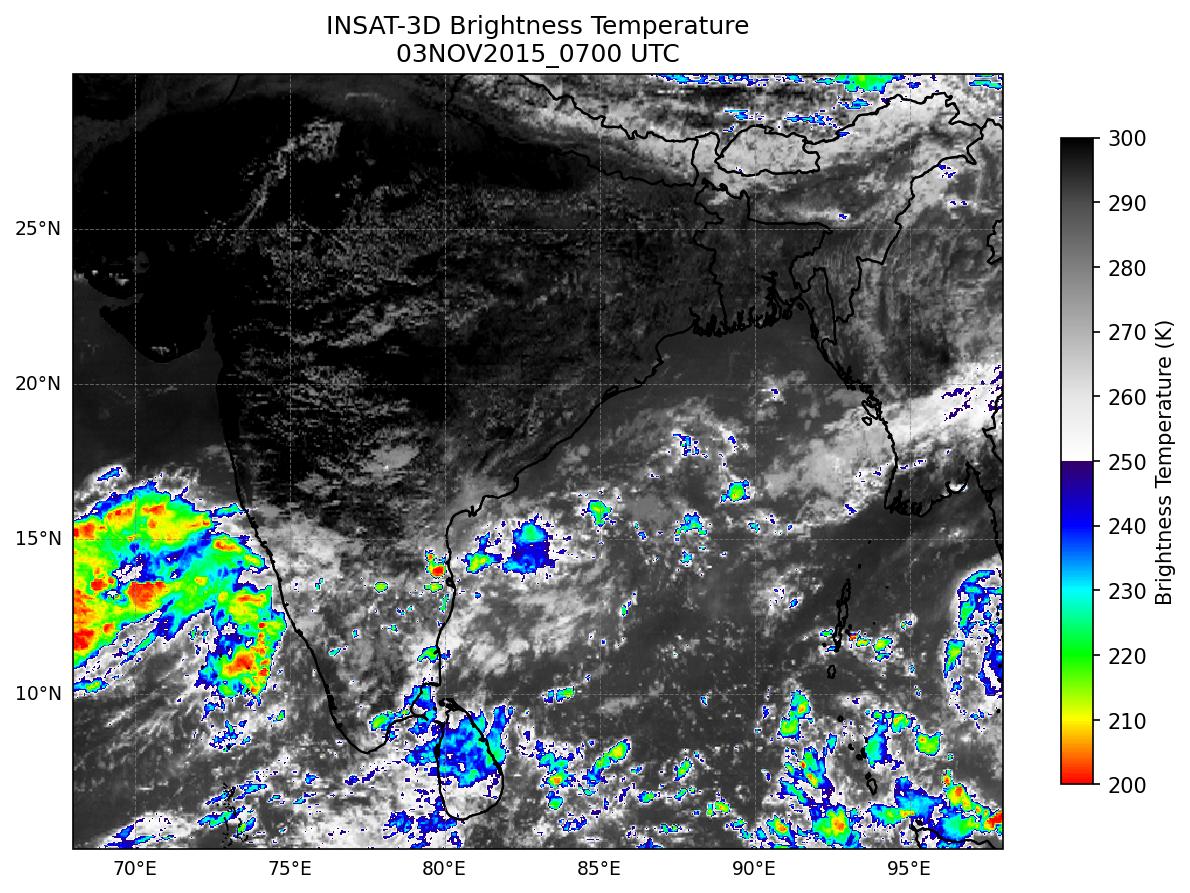 INSAT-3D Brightness Temperature
03NOV2015_0700 UTC
25°N
20°N
15°N
10°N
70°E
75°E
80°E
85°E
90°E
95°E
300
290
280
270
260
250
240
230
220
210
200
Brightness Temperature (K)